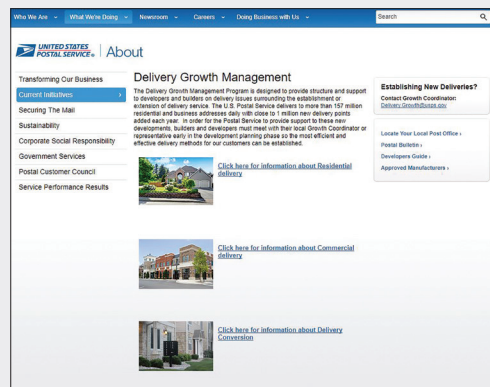 Who We Are What We're Doing Newsroom Careers Doing Business with Us Search
UNITED STATES
POSTAL SERVICE® About
Transforming Our Business
Current Initiatives ›
Securing The Mail
Sustainability
Corporate Social Responsibility
Government Services
Postal Customer Council
Service Performance Results
Delivery Growth Management
The Delivery Growth Management Program is designed to provide structure and support
to developers and builders on delivery issues surrounding the establishment or
extension of delivery service. The U.S. Postal Service delivers to more than 157 million
residential and business addresses daily with close to 1 million new delivery points
added each year. In order for the Postal Service to provide support to these new
developments, builders and developers must meet with their local Growth Coordinator or
representative early in the development planning phase so the most efficient and
effective delivery methods for our customers can be established.
Click here for information about Residential
delivery
Click here for information about Commercial
delivery
Click here for information about Delivery
Conversion
Establishing New Deliveries?
Contact Growth Coordinator:
Delivery.Growth@usps.gov
Locate Your Local Post Office ›
Postal Bulletin ›
Developers Guide ›
Approved Manufacturers ›